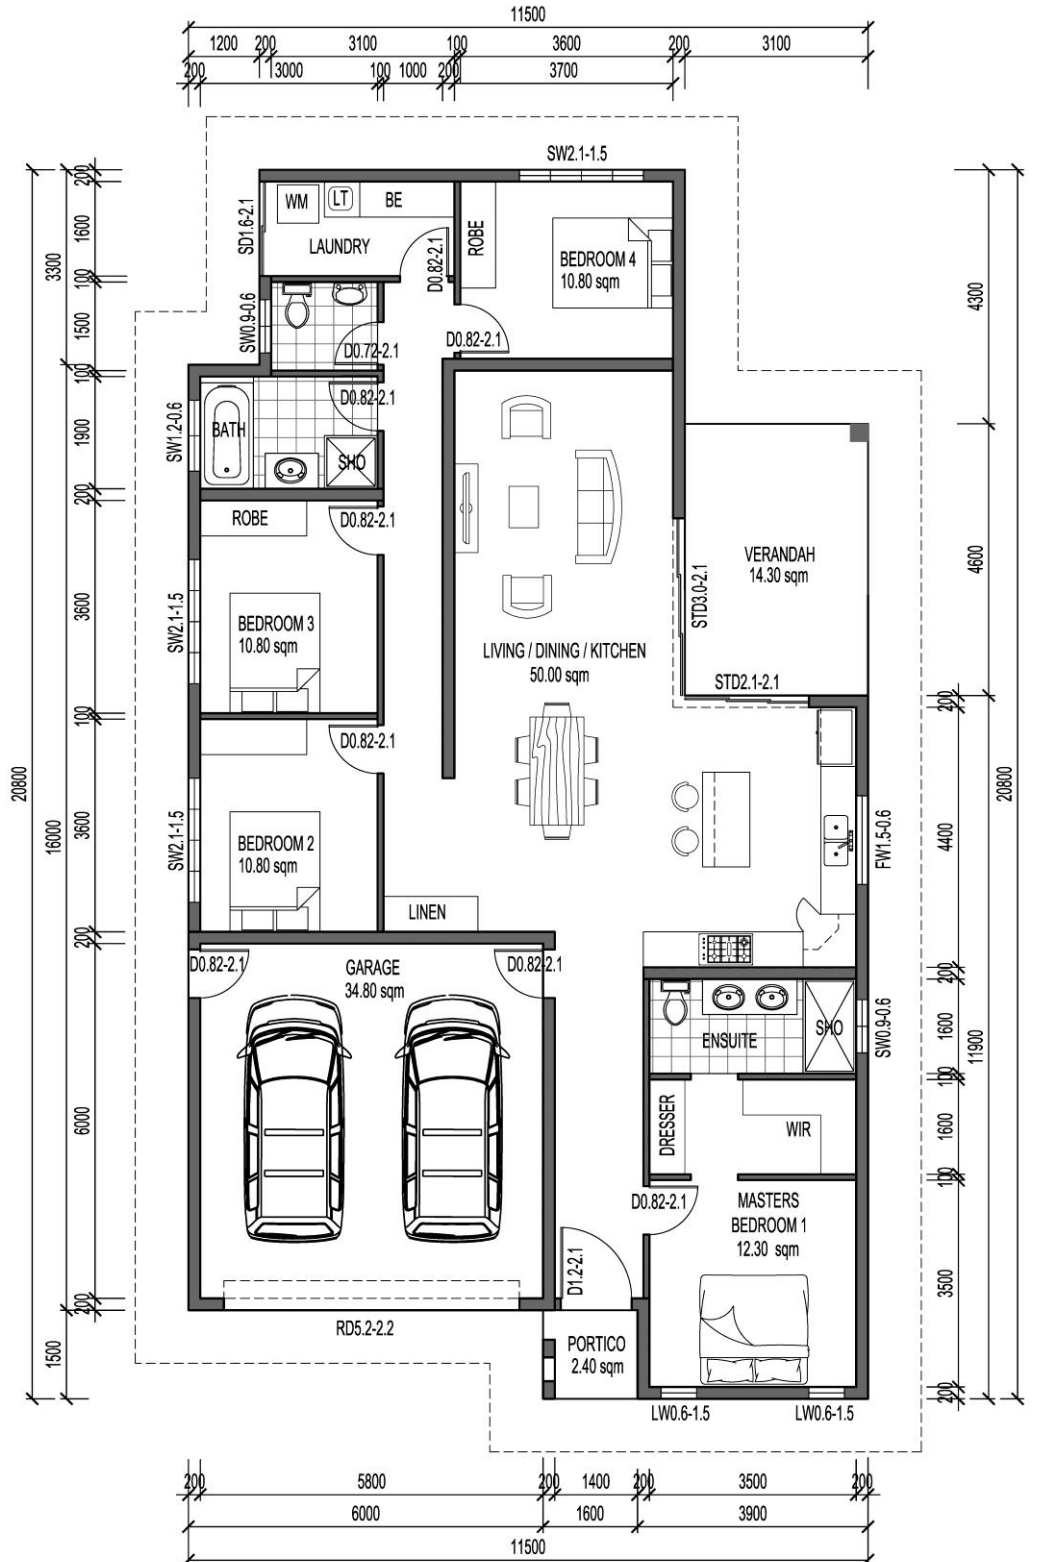 11500
1200 200 3100 100 3600 200 3100
200 3000 100 1000 200 3700
SW2.1-1.5
200
1600
100
1500
100
1900
200
3600
100
3600
200
6000
200
3300
16000
1500
20800
SD1.6-2.1
WM
LT
BE
LAUNDRY
D0.82-2.1
ROBE
BEDROOM 4
10.80 sqm
SW0.9-0.6
D0.72-2.1
D0.82-2.1
D0.82-2.1
SW1.2-0.6
BATH
SHO
ROBE
D0.82-2.1
SW2.1-1.5
BEDROOM 3
10.80 sqm
D0.82-2.1
SW2.1-1.5
BEDROOM 2
10.80 sqm
LINEN
LIVING / DINING / KITCHEN
50.00 sqm
STD3.0-2.1
VERANDAH
14.30 sqm
STD2.1-2.1
FW1.5-0.6
D0.82-2.1
GARAGE
34.80 sqm
D0.82-2.1
RD5.2-2.2
ENSUITE
SHO
SW0.9-0.6
DRESSER
WIR
D0.82-2.1
MASTERS
BEDROOM 1
12.30 sqm
D1.2-2.1
PORTICO
2.40 sqm
LW0.6-1.5
LW0.6-1.5
4300
4600
200
4400
200
1600
100
1600
100
3500
200
11900
20800
200 5800 200 1400 200 3500 200
6000 1600 3900
11500